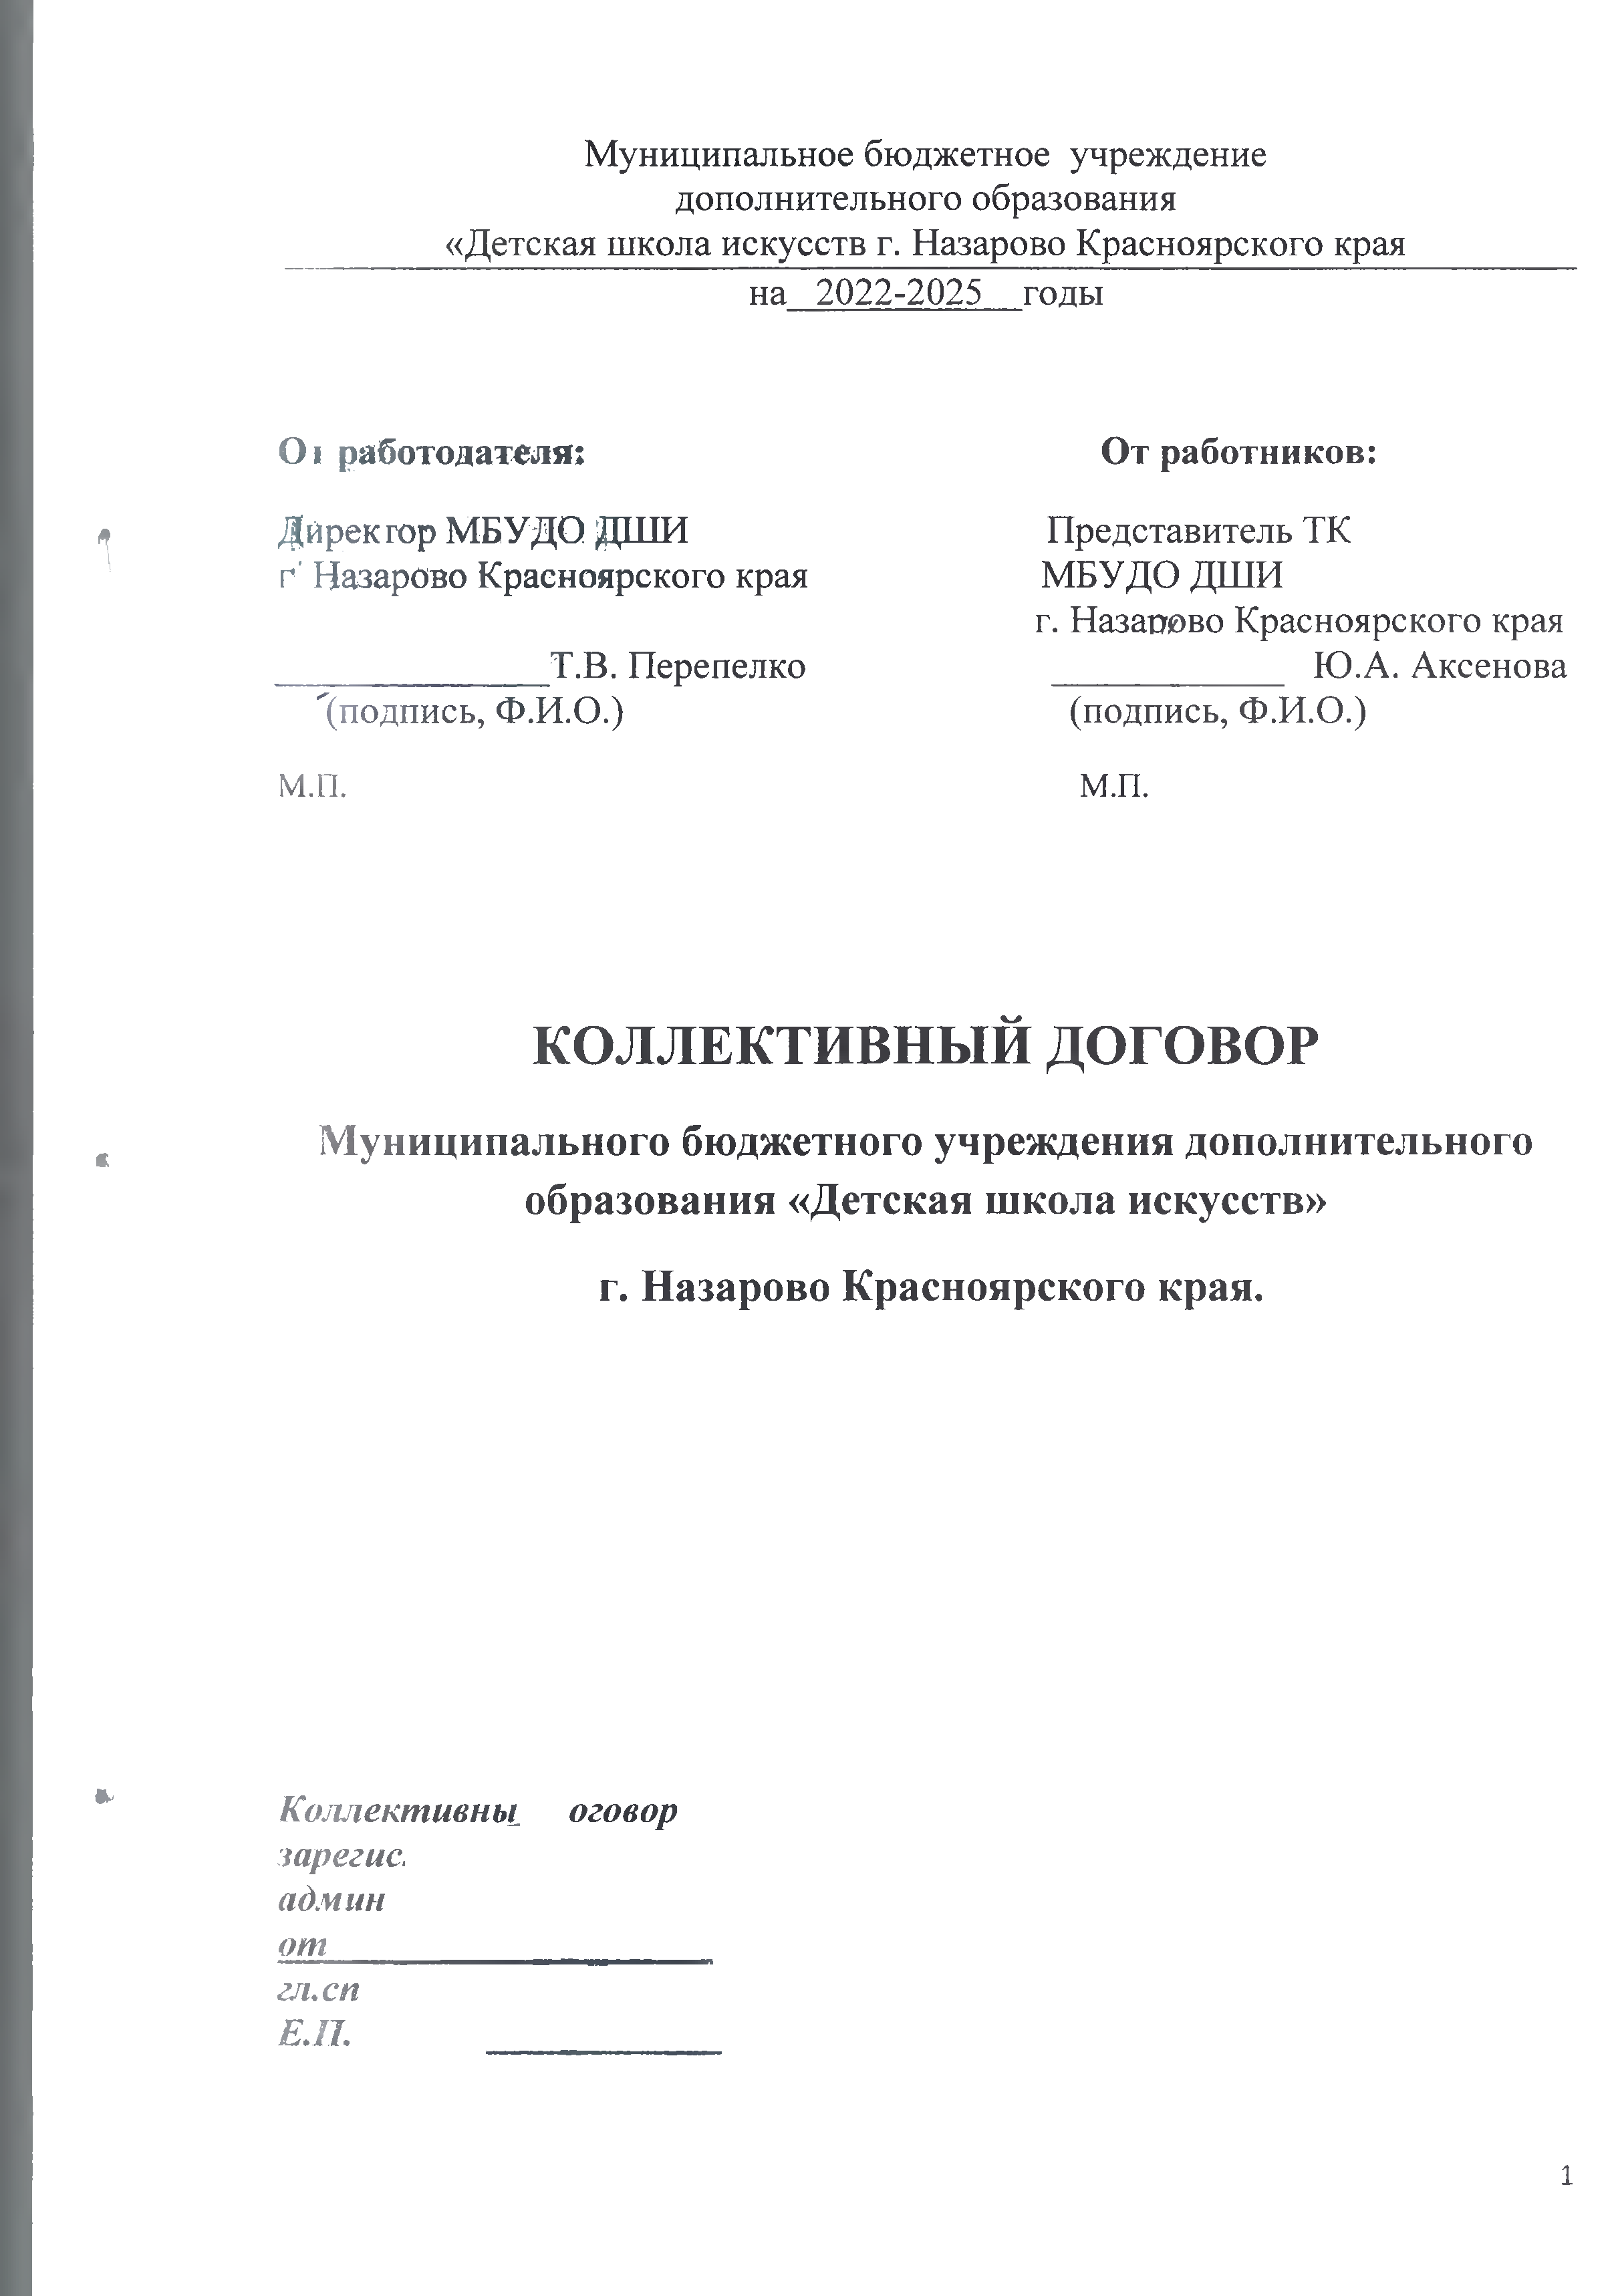 Муниципальное бюджетное учреждение
дополнительного образования
«Детская школа искусств г. Назарово Красноярского края
на 2022-2025 годы
От работодателя:
Директор МБУДО ДШИ
г. Назарово Красноярского края
Т.В. Перепелко
(подпись, Ф.И.О.)
М.П.
От работников:
Представитель ТК
МБУДО ДШИ
г. Назарово Красноярского края
Ю.А. Аксенова
(подпись, Ф.И.О.)
М.П.
КОЛЛЕКТИВНЫЙ ДОГОВОР
Муниципального бюджетного учреждения дополнительного
образования «Детская школа искусств»
г. Назарово Красноярского края.
Коллективны оговор
зарегис
админ
от
гл.сп
Е.П.
1